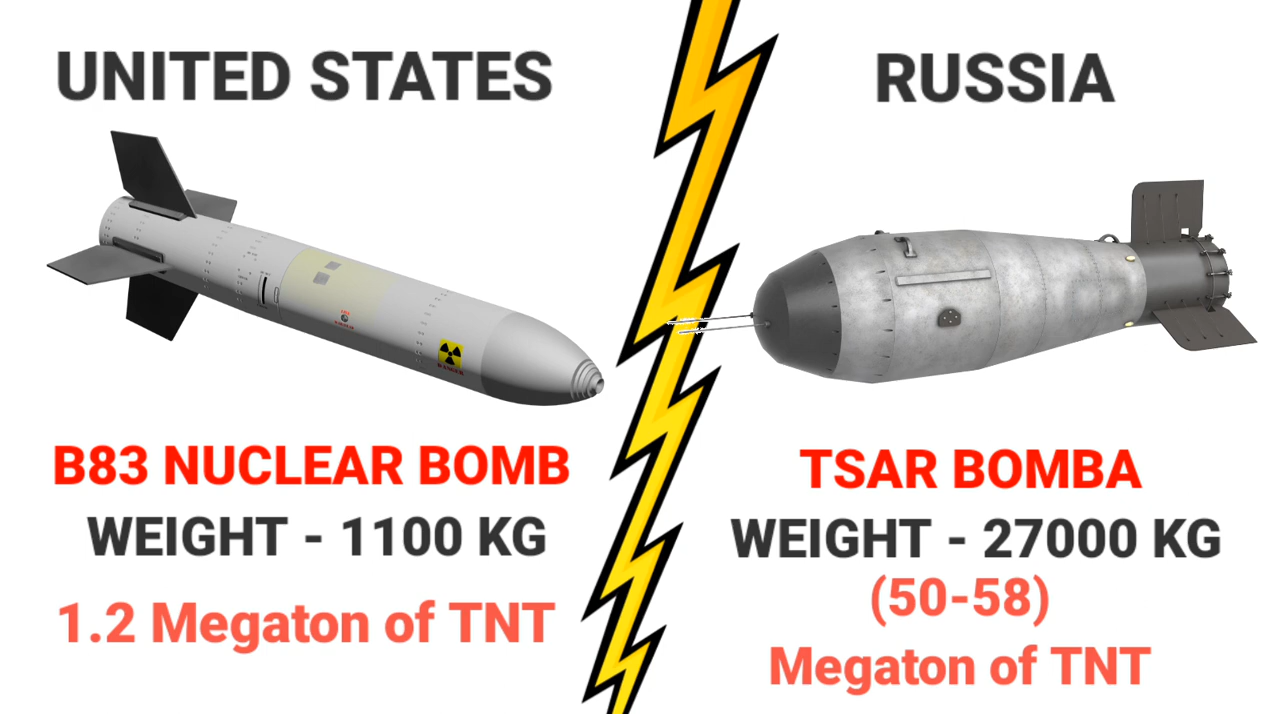 UNITED STATES
B83 NUCLEAR BOMB
WEIGHT - 1100 KG
1.2 Megaton of TNT
RUSSIA
TSAR BOMBA
WEIGHT - 27000 KG
(50-58)
Megaton of TNT